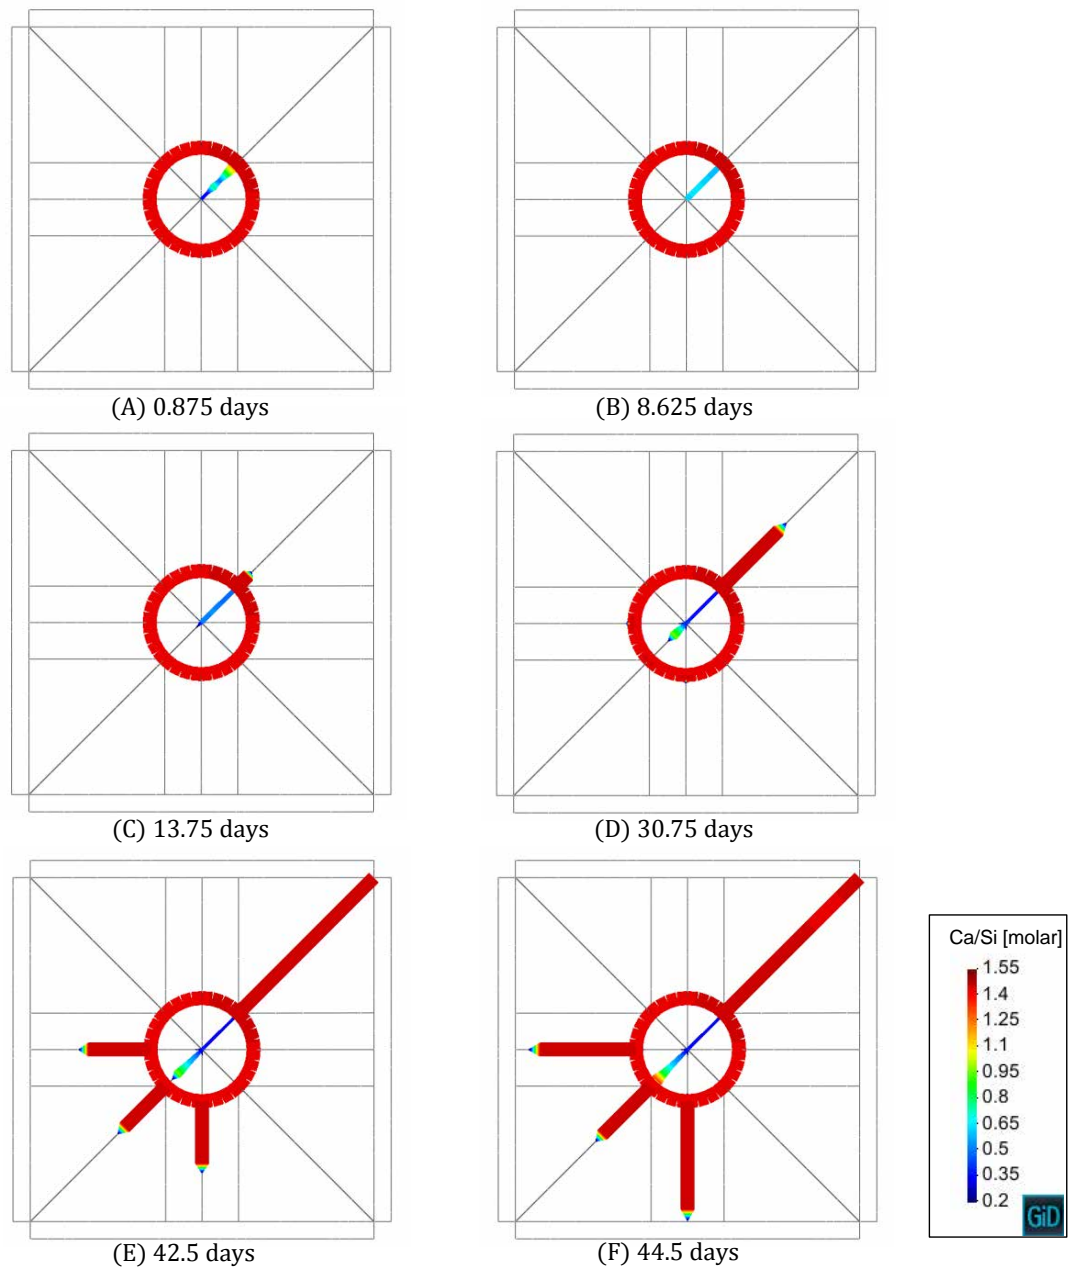 (A) 0.875 days
(B) 8.625 days
(C) 13.75 days
(D) 30.75 days
(E) 42.5 days
(F) 44.5 days
Ca/Si [molar]
1.55
1.4
1.25
1.1
0.95
0.8
0.65
0.5
0.35
0.2
GiD